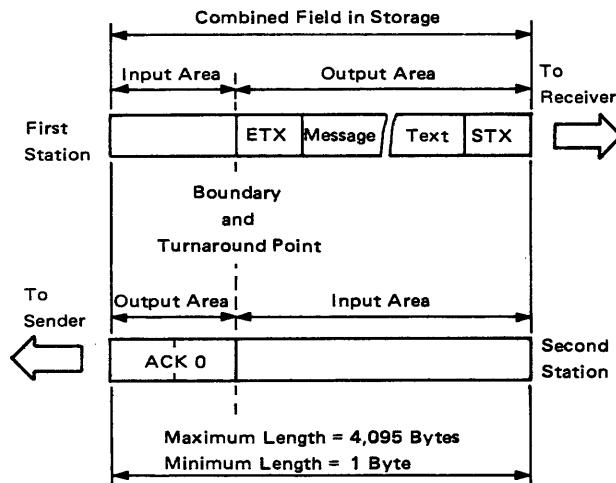 Combined Field in Storage
Input Area
Output Area
To
Receiver
First
Station
ETX
Message
Text
STX
Boundary
and
Turnaround Point
To
Sender
Output Area
Input Area
ACK 0
Second
Station
Maximum Length = 4,095 Bytes
Minimum Length = 1 Byte